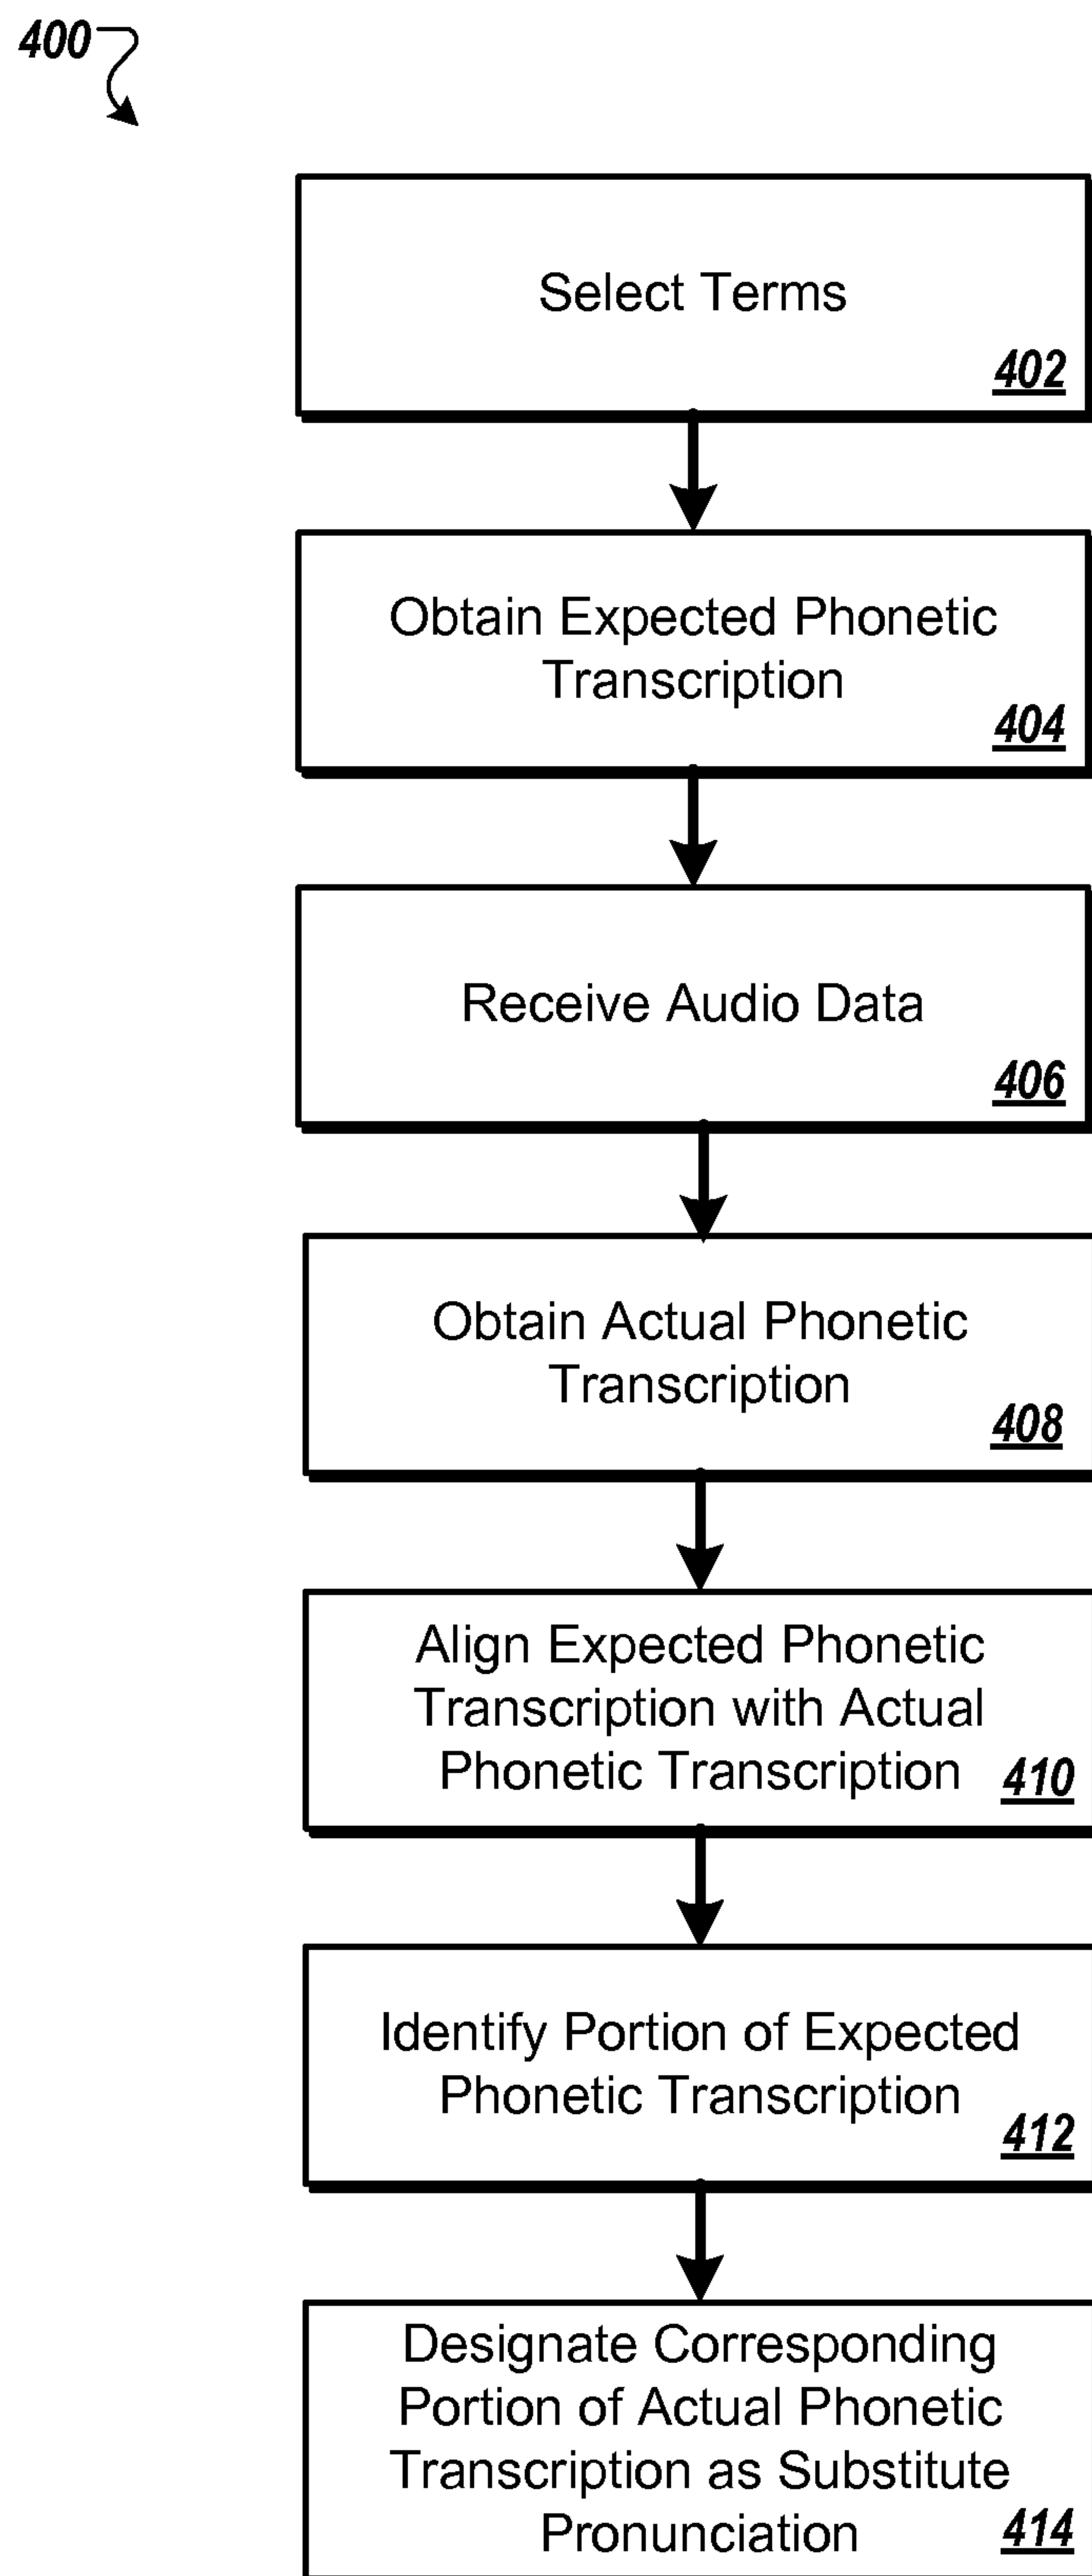 400
Select Terms
402
Obtain Expected Phonetic
Transcription
404
Receive Audio Data
406
Obtain Actual Phonetic
Transcription
408
Align Expected Phonetic
Transcription with Actual
Phonetic Transcription 410
Identify Portion of Expected
Phonetic Transcription
412
Designate Corresponding
Portion of Actual Phonetic
Transcription as Substitute
Pronunciation 414